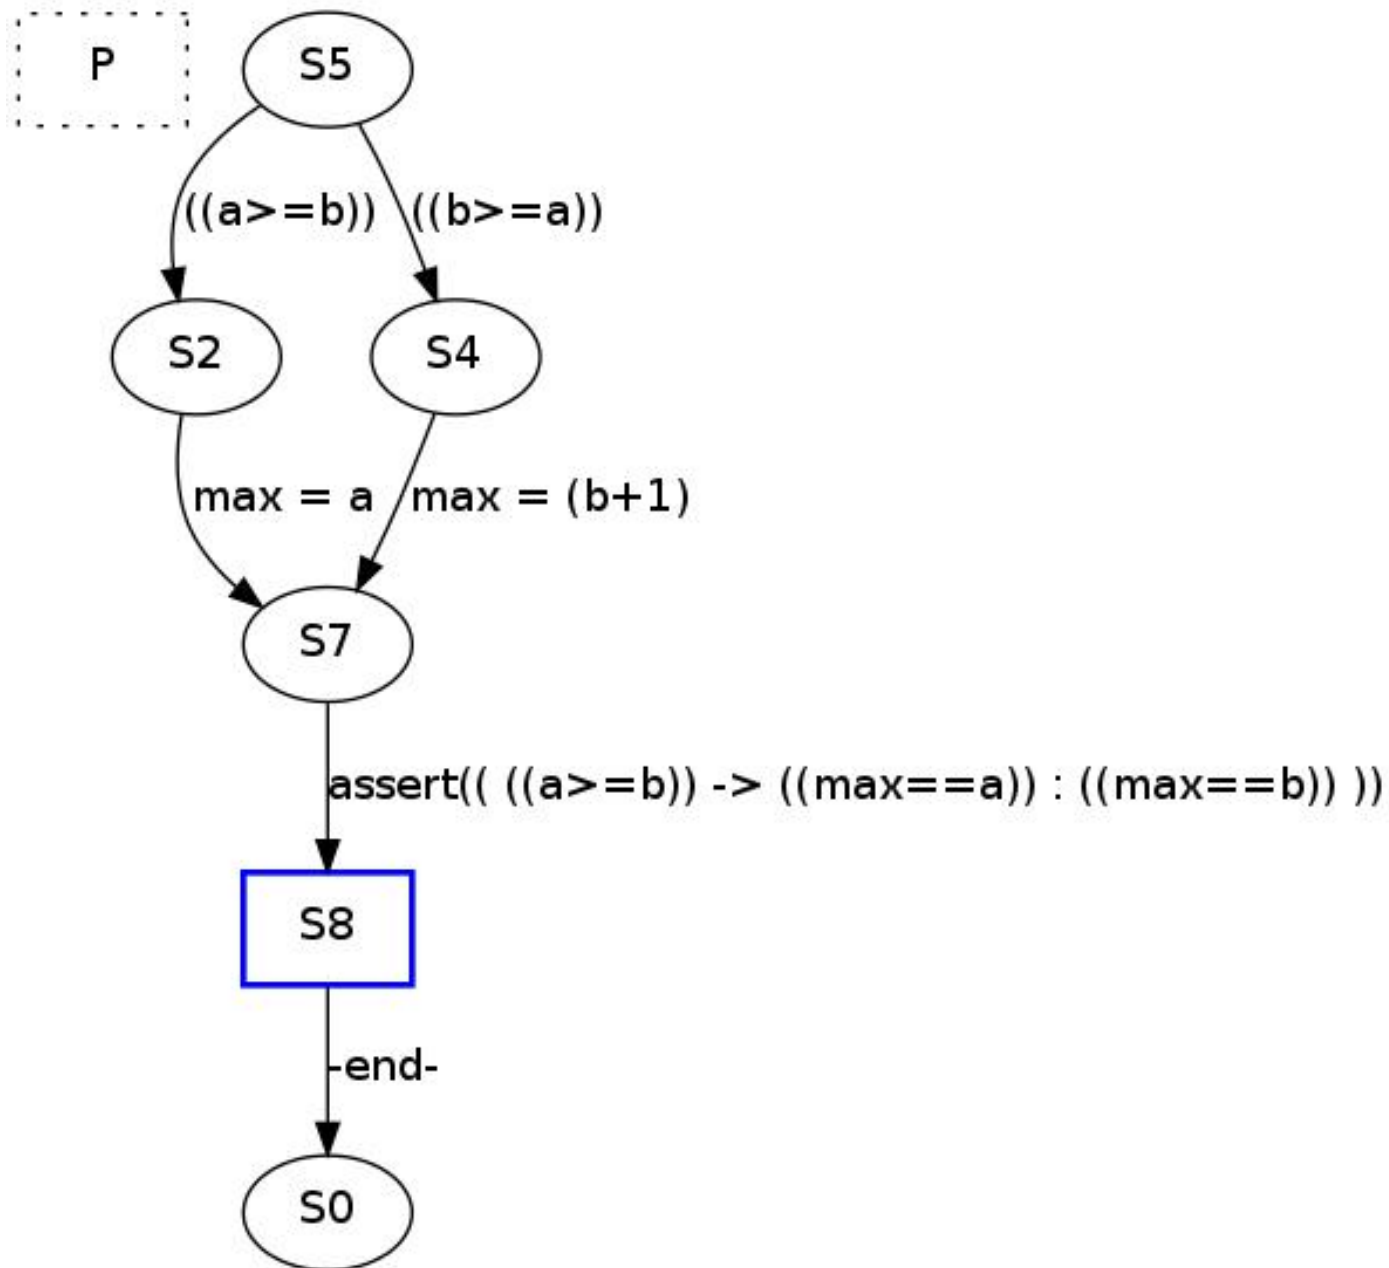 P
S5
((a>=b))
((b>=a))
S2
S4
max = a
max = (b+1)
S7
assert(( ((a>=b)) -> ((max==a)) : ((max==b)) ))
S8
-end-
S0